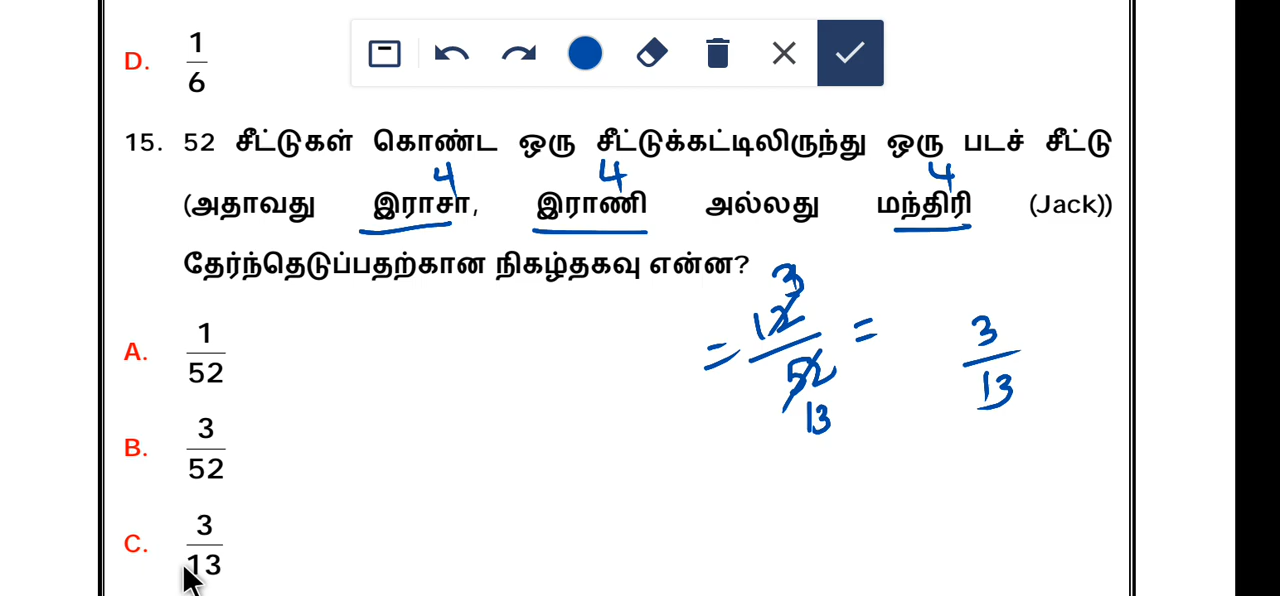 D. 1/6
15. 52 சீட்டுகள் கொண்ட ஒரு சீட்டுக்கட்டிலிருந்து ஒரு படச் சீட்டு
4 4 4
(அதாவது இராசா, இராணி அல்லது மந்திரி (Jack))
தேர்ந்தெடுப்பதற்கான நிகழ்தகவு என்ன?
3
= 12/52 = 3/13
13
A. 1/52
B. 3/52
C. 3/13